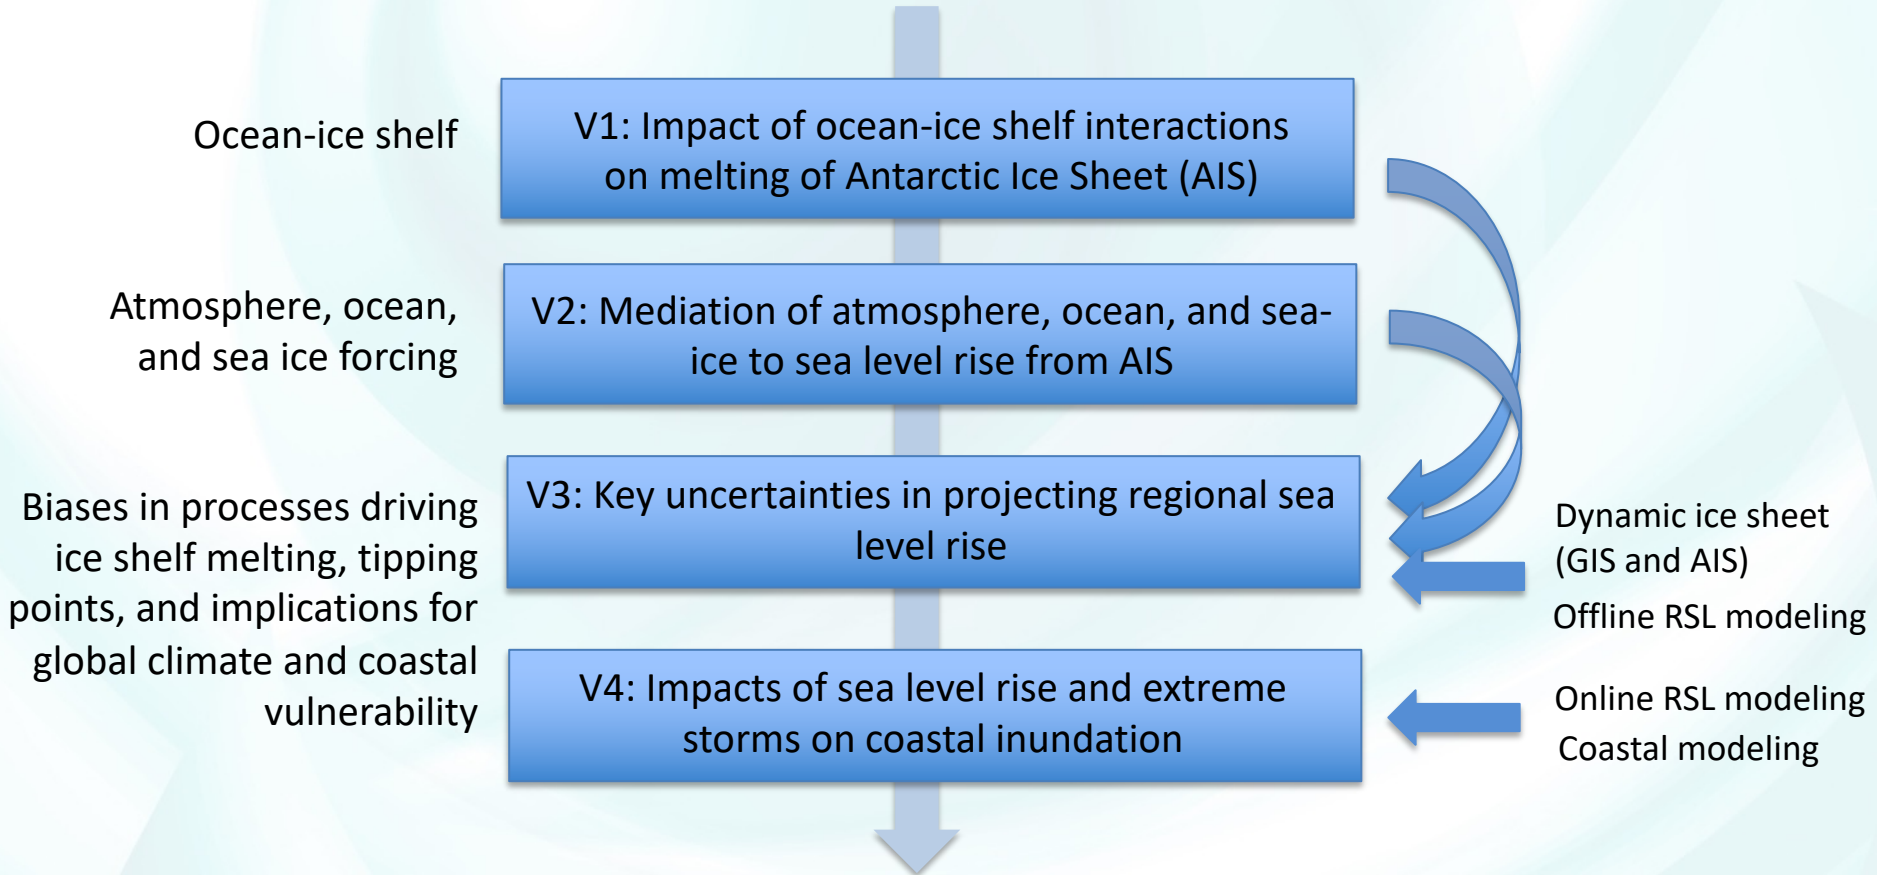 Ocean-ice shelf
V1: Impact of ocean-ice shelf interactions
on melting of Antarctic Ice Sheet (AIS)
Atmosphere, ocean,
and sea ice forcing
V2: Mediation of atmosphere, ocean, and sea-
ice to sea level rise from AIS
Biases in processes driving
ice shelf melting, tipping
points, and implications for
global climate and coastal
vulnerability
V3: Key uncertainties in projecting regional sea
level rise
Dynamic ice sheet
(GIS and AIS)
Offline RSL modeling
V4: Impacts of sea level rise and extreme
storms on coastal inundation
Online RSL modeling
Coastal modeling